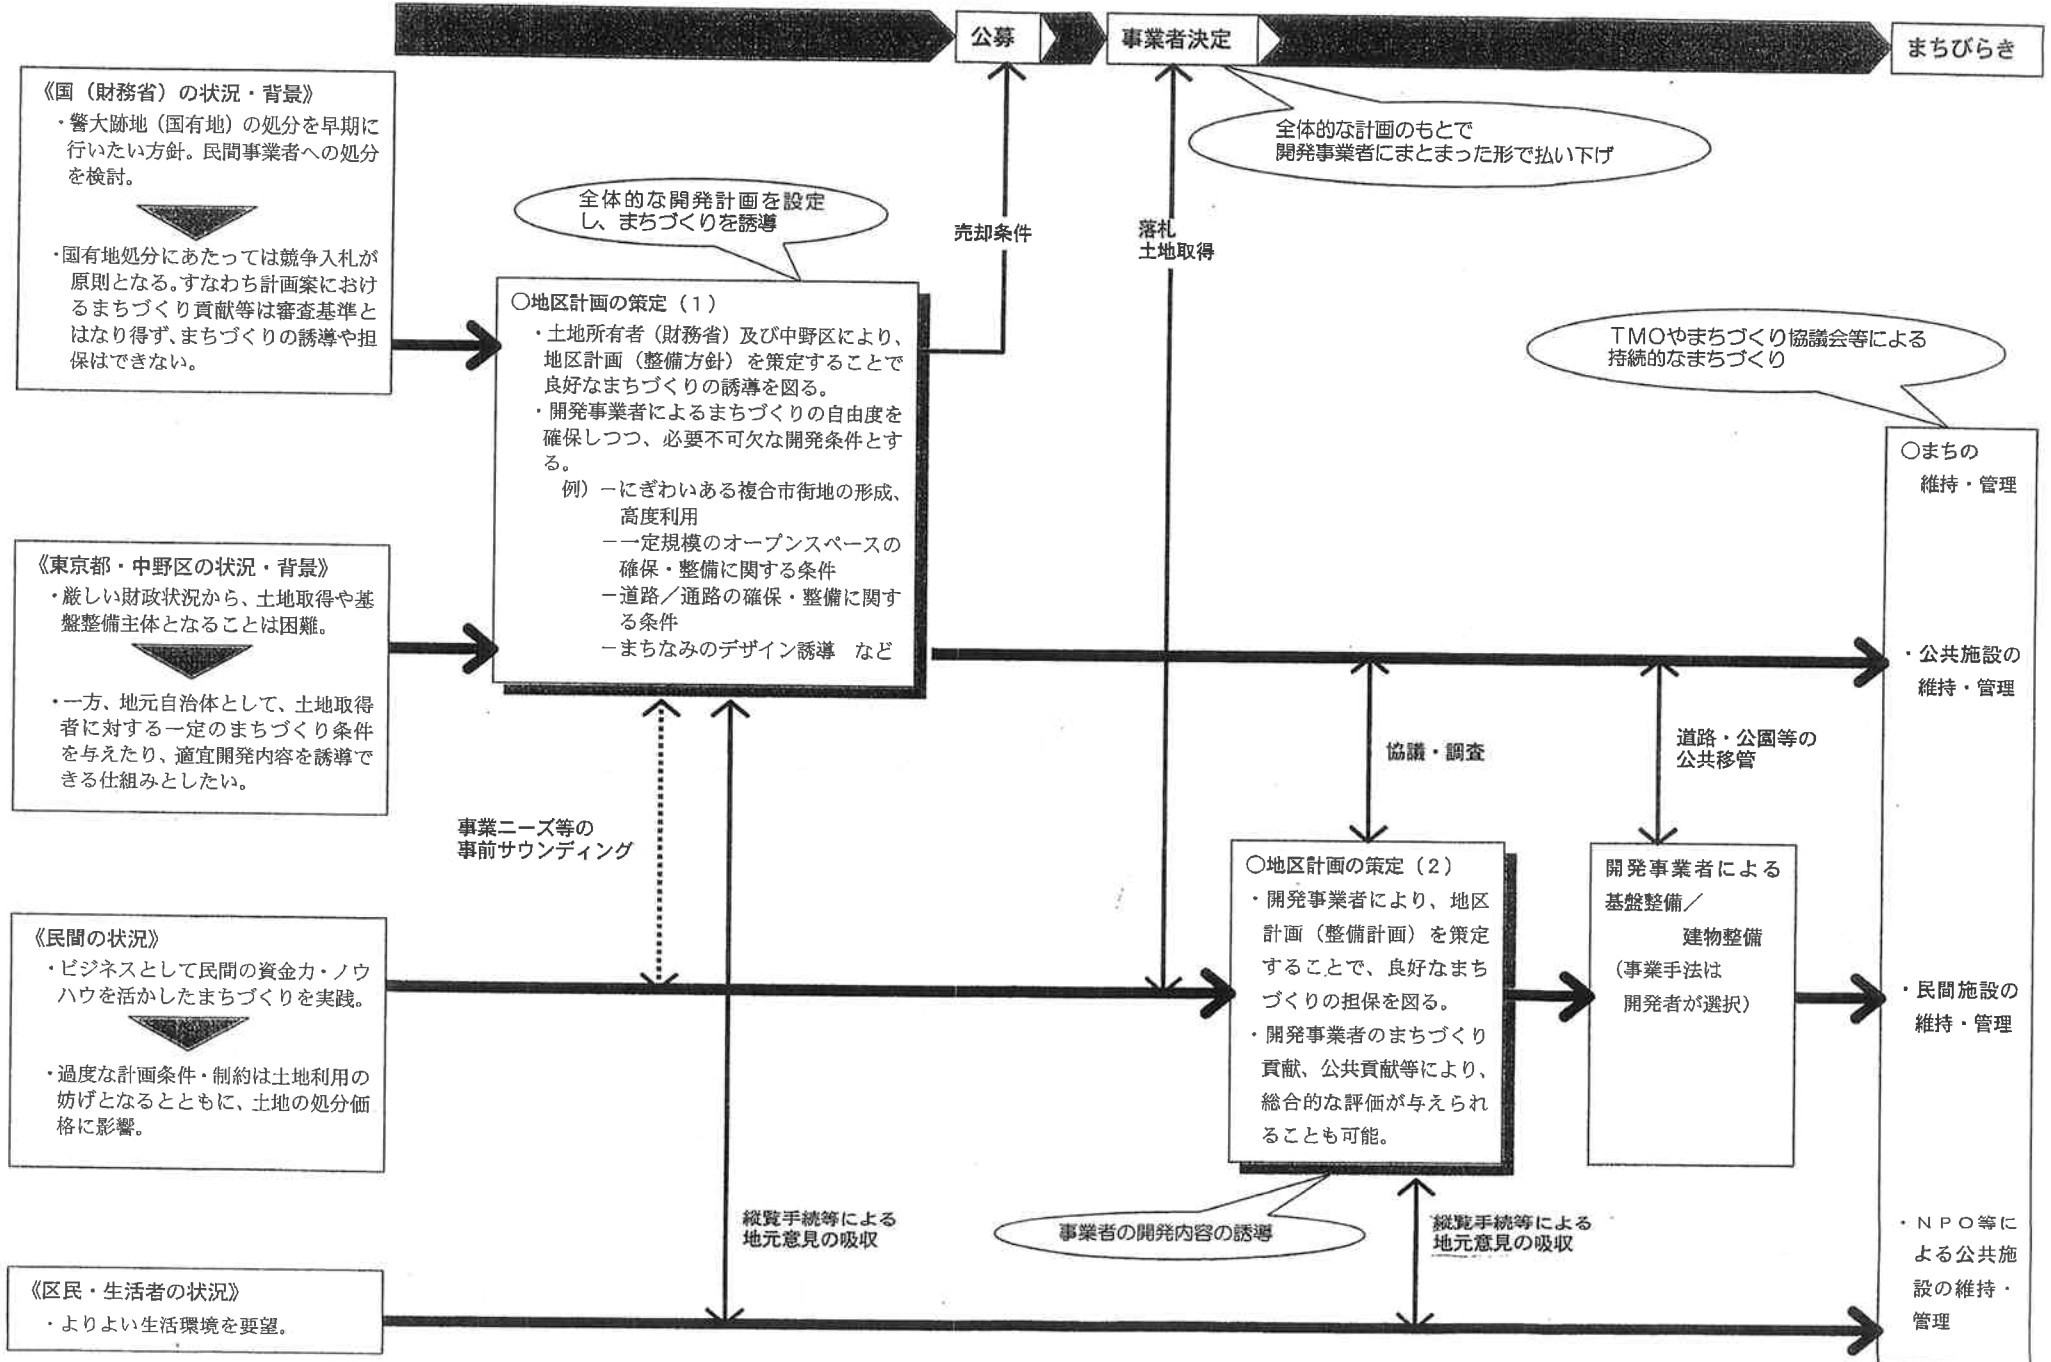 公募
事業者決定
まちびらき
《国（財務省）の状況・背景》
・警大跡地（国有地）の処分を早期に
行いたい方針。民間事業者への処分
を検討。
・国有地処分にあたっては競争入札が
原則となる。すなわち計画案におけ
るまちづくり貢献等は審査基準と
はなり得ず、まちづくりの誘導や担
保はできない。
全体的な計画のもとで
開発事業者にまとまった形で払い下げ
全体的な開発計画を設定
し、まちづくりを誘導
売却条件
落札
土地取得
〇地区計画の策定（１）
・土地所有者（財務省）及び中野区により、
地区計画（整備方針）を策定することで
良好なまちづくりの誘導を図る。
・開発事業者によるまちづくりの自由度を
確保しつつ、必要不可欠な開発条件とす
る。
例）－にぎわいある複合市街地の形成、
高度利用
－一定規模のオープンスペースの
確保・整備に関する条件
－道路／通路の確保・整備に関す
る条件
－まちなみのデザイン誘導　など
ＴＭＯやまちづくり協議会等による
持続的なまちづくり
《東京都・中野区の状況・背景》
・厳しい財政状況から、土地取得や基
盤整備主体となることは困難。
・一方、地元自治体として、土地取得
者に対する一定のまちづくり条件
を与えたり、適宜開発内容を誘導で
きる仕組みとしたい。
〇まちの
維持・管理
・公共施設の
維持・管理
協議・調査
道路・公園等の
公共移管
事業ニーズ等の
事前サウンディング
《民間の状況》
・ビジネスとして民間の資金力・ノウ
ハウを活かしたまちづくりを実践。
・過度な計画条件・制約は土地利用の
妨げとなるとともに、土地の処分価
格に影響。
〇地区計画の策定（２）
・開発事業者により、地区
計画（整備計画）を策定
することで、良好なまち
づくりの担保を図る。
・開発事業者のまちづくり
貢献、公共貢献等により、
総合的な評価が与えられ
ることも可能。
開発事業者による
基盤整備／
建物整備
（事業手法は
開発者が選択）
・民間施設の
維持・管理
縦覧手続等による
地元意見の吸収
事業者の開発内容の誘導
縦覧手続等による
地元意見の吸収
・ＮＰＯ等に
よる公共施
設の維持・
管理
《区民・生活者の状況》
・よりよい生活環境を要望。